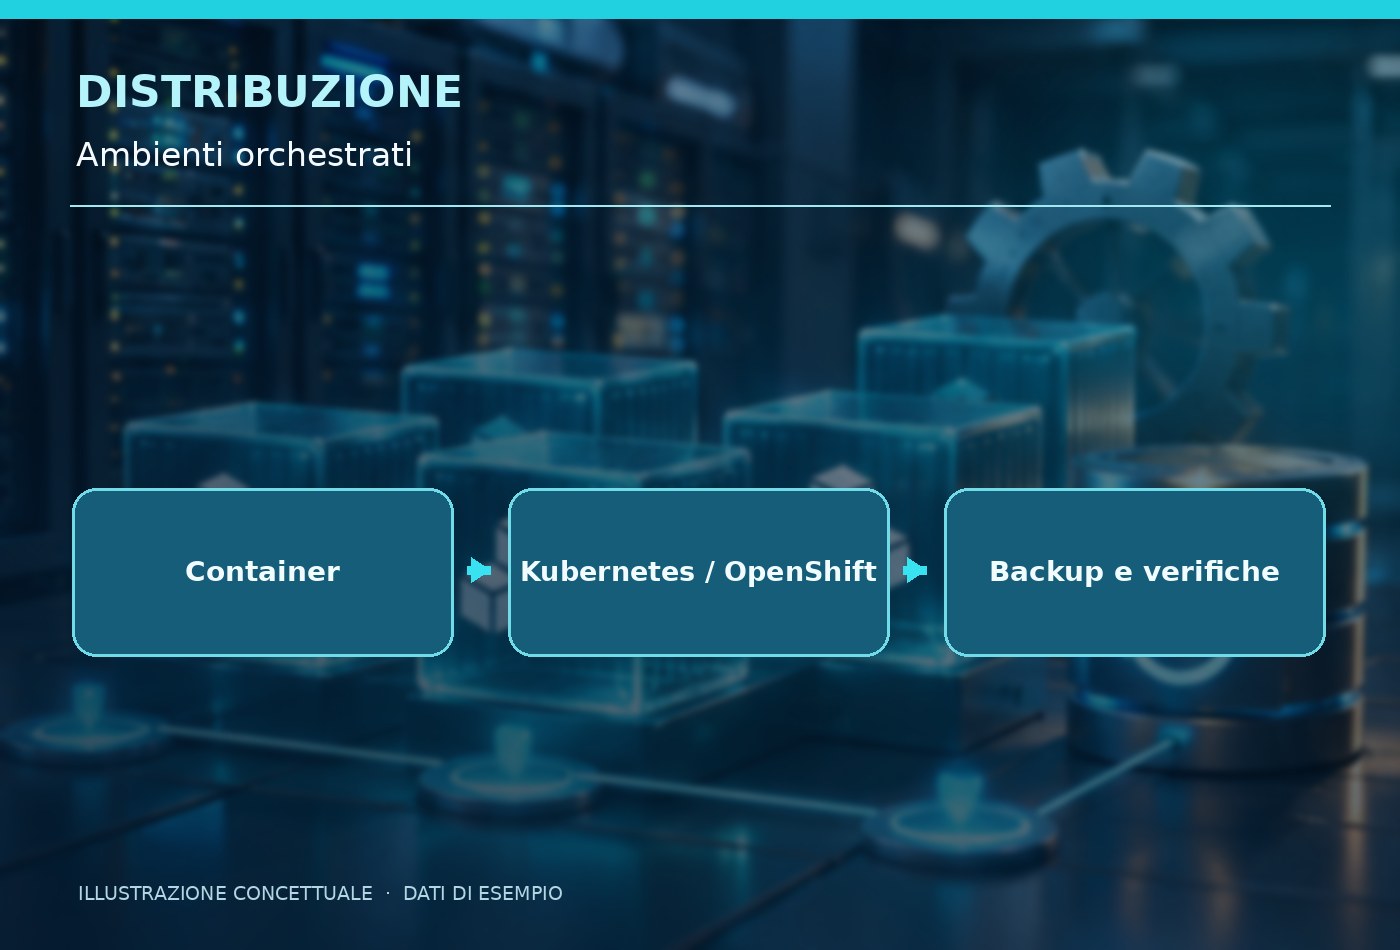 DISTRIBUZIONE
Ambienti orchestrati
Container
Kubernetes / OpenShift
Backup e verifiche
ILLUSTRAZIONE CONCETTUALE · DATI DI ESEMPIO